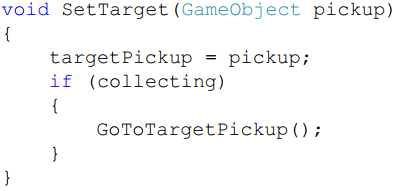 void SetTarget(GameObject pickup)
{
    targetPickup = pickup;
    if (collecting)
    {
        GoToTargetPickup();
    }
}